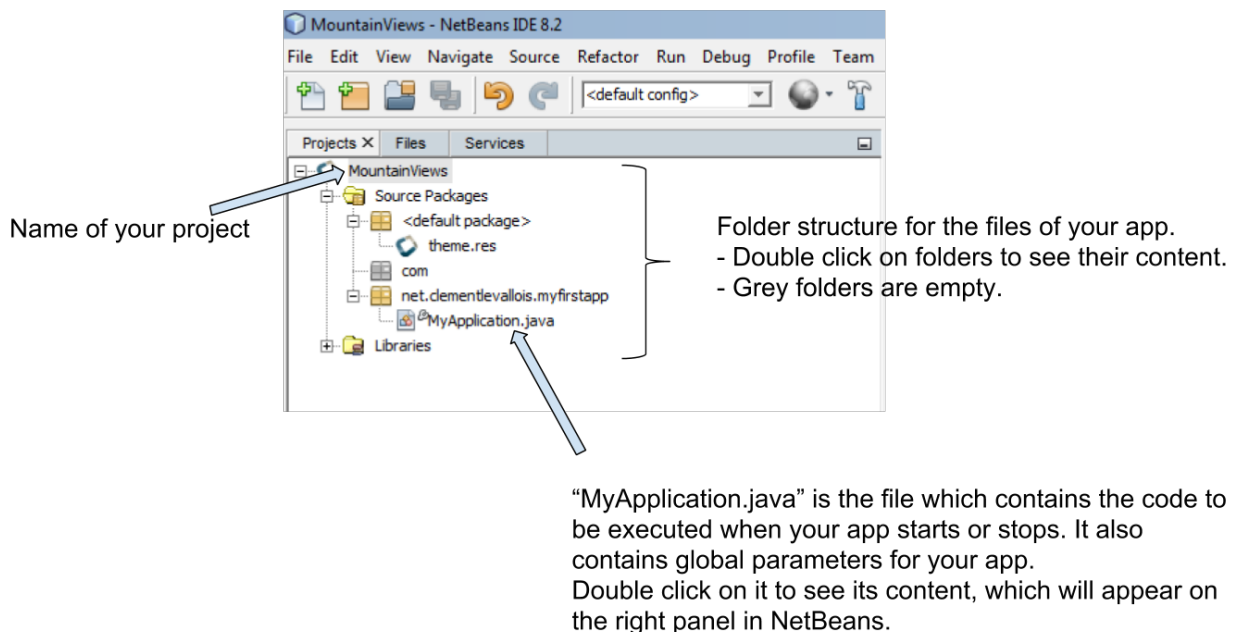 MountainViews - NetBeans IDE 8.2
File Edit View Navigate Source Refactor Run Debug Profile Team
<default config>
Projects X Files Services
MountainViews
Source Packages
<default package>
theme.res
com
net.clementlevallois.myfirstapp
MyApplication.java
Libraries
Name of your project
Folder structure for the files of your app.
- Double click on folders to see their content.
- Grey folders are empty.
“MyApplication.java” is the file which contains the code to
be executed when your app starts or stops. It also
contains global parameters for your app.
Double click on it to see its content, which will appear on
the right panel in NetBeans.